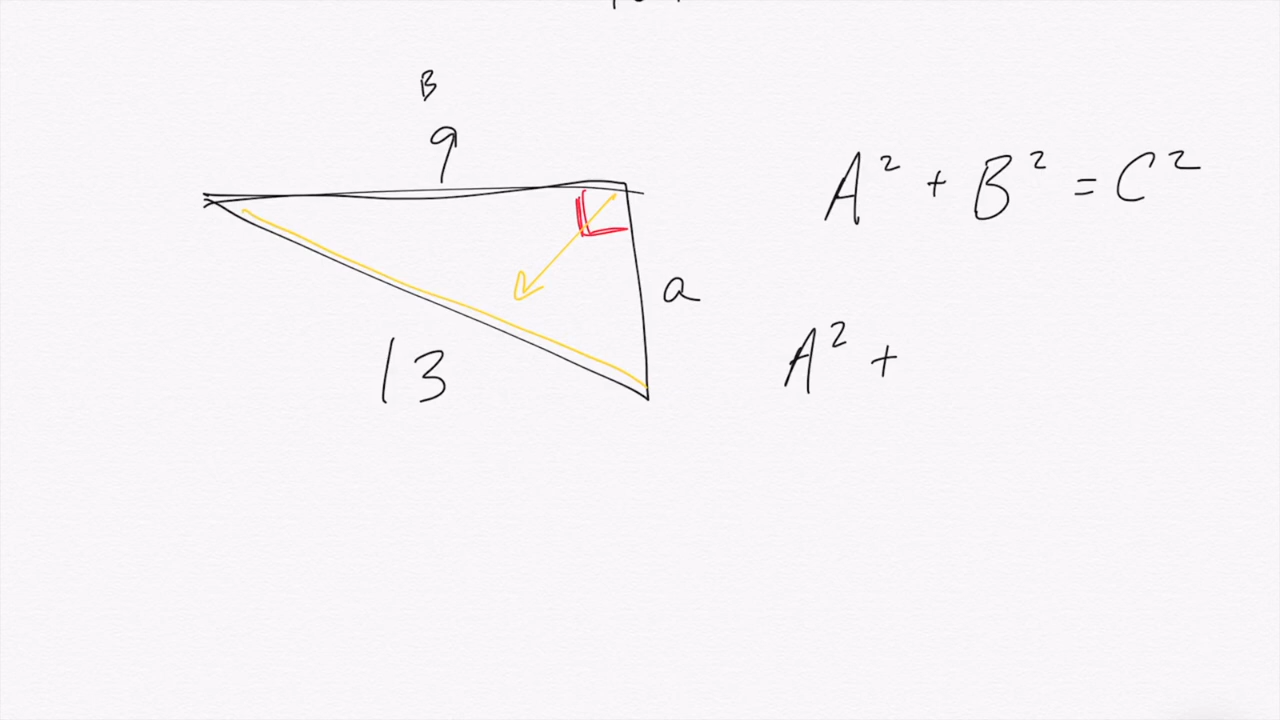 B
9
A² + B² = C²
a
A² +
13